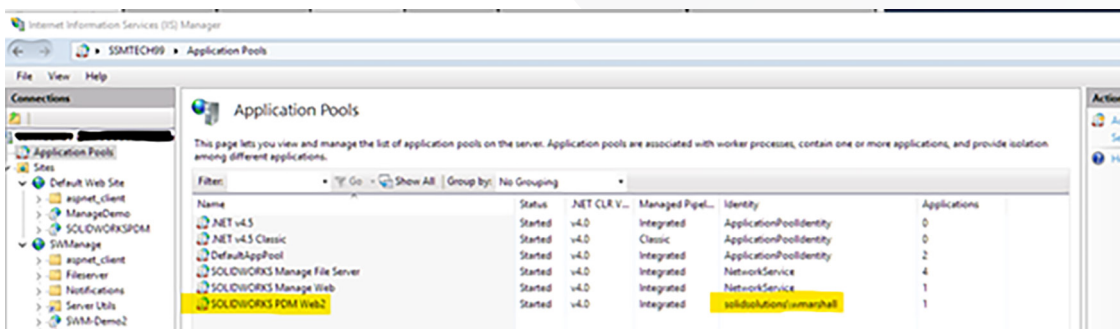 Internet Information Services (IIS) Manager
SSMTECH99 Application Pools
File View Help
Connections
Application Pools
Sites
Default Web Site
aspnet_client
ManageDemo
SOLIDWORKSPDM
SWManage
aspnet_client
Fileserver
Notifications
Server Utils
SWM-Demo2
Application Pools
This page lets you view and manage the list of application pools on the server. Application pools are associated with worker processes, contain one or more applications, and provide isolation
among different applications.
Filter: Go Show All Group by: No Grouping
Name Status .NET CLR V... Managed Pipel... Identity Applications
.NET v4.5 Started v4.0 Integrated ApplicationPoolIdentity 0
.NET v4.5 Classic Started v4.0 Classic ApplicationPoolIdentity 0
DefaultAppPool Started v4.0 Integrated ApplicationPoolIdentity 2
SOLIDWORKS Manage File Server Started v4.0 Integrated NetworkService 4
SOLIDWORKS Manage Web Started v4.0 Integrated NetworkService 1
SOLIDWORKS PDM Web2 Started v4.0 Integrated solidsolutions\wmarshall 1